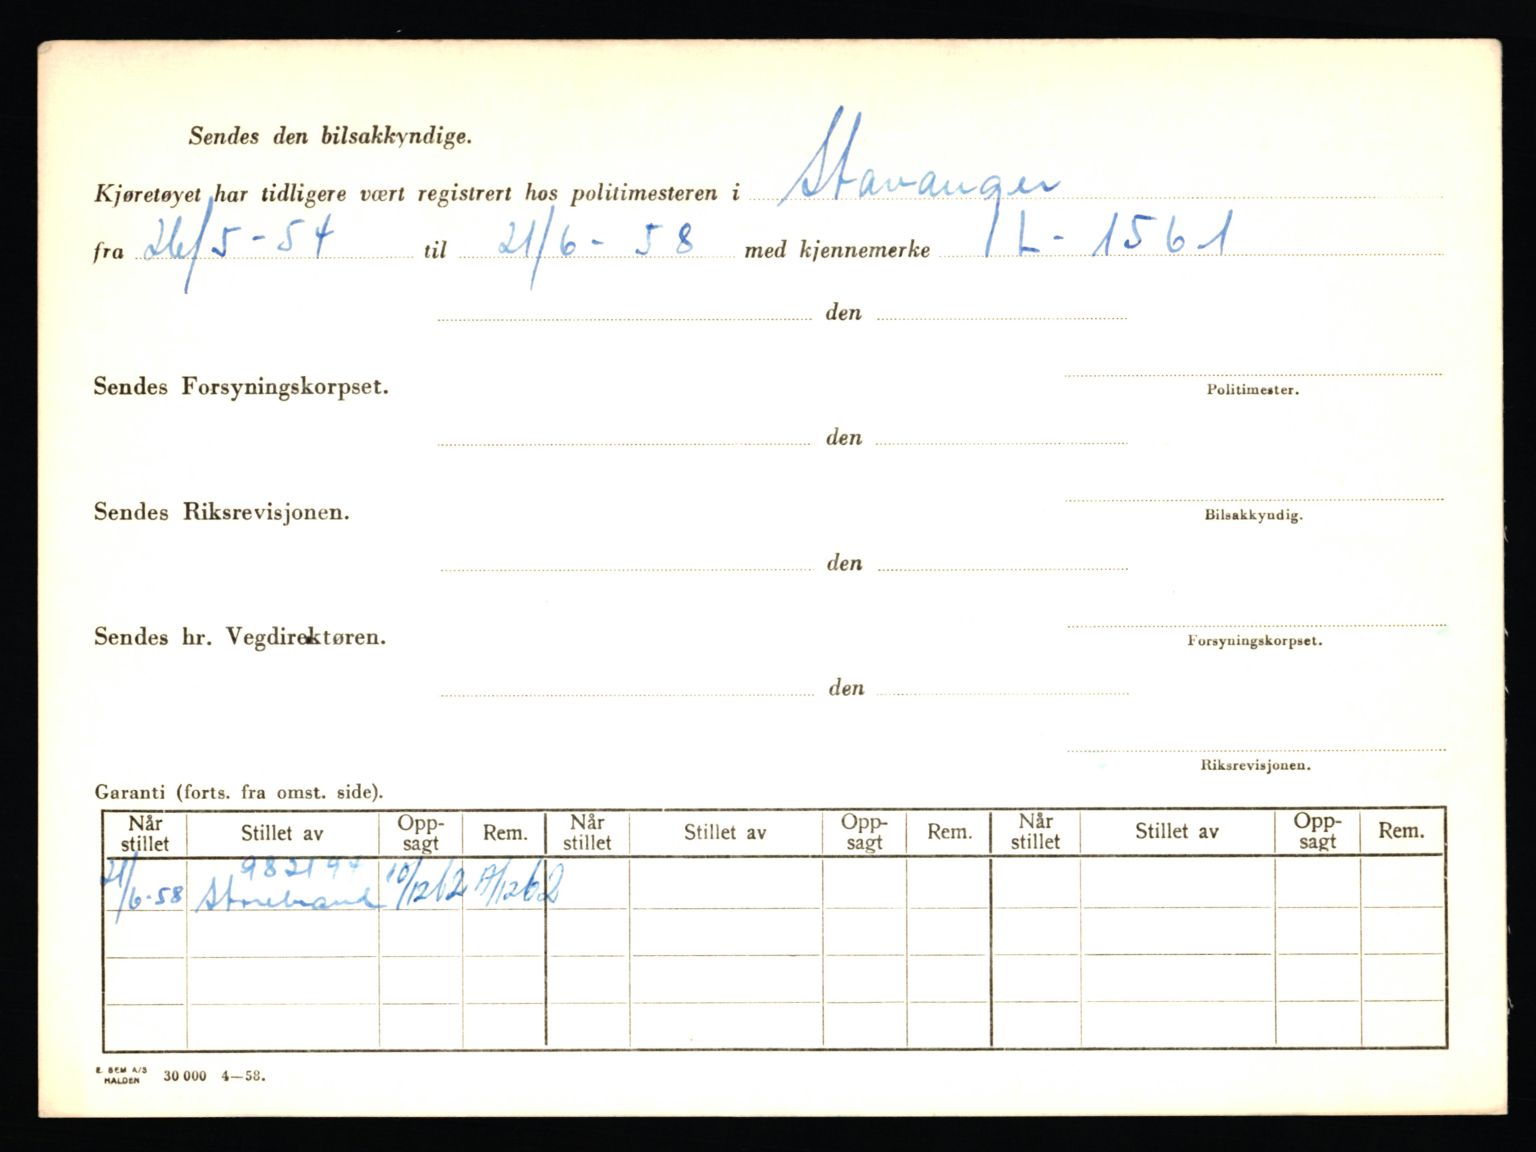 Sendes den bilsakkyndige.
Kjøretøyet har tidligere vært registrert hos politimesteren i Stavanger
fra 26/5-54 til 21/6-58 med kjennemerke L-1561
den
Sendes Forsyningskorpset.
Politimester.
den
Sendes Riksrevisjonen.
Bilsakkyndig.
den
Sendes hr. Vegdirektøren.
Forsyningskorpset.
den
Riksrevisjonen.
Garanti (forts. fra omst. side).
Når stillet Stillet av Opp-sagt Rem. Når stillet Stillet av Opp-sagt Rem. Når stillet Stillet av Opp-sagt Rem.
21/6-58 982194 Storebrand 10/12 62 17/12 62
E. SEM A/S
HALDEN 30 000 4—58.